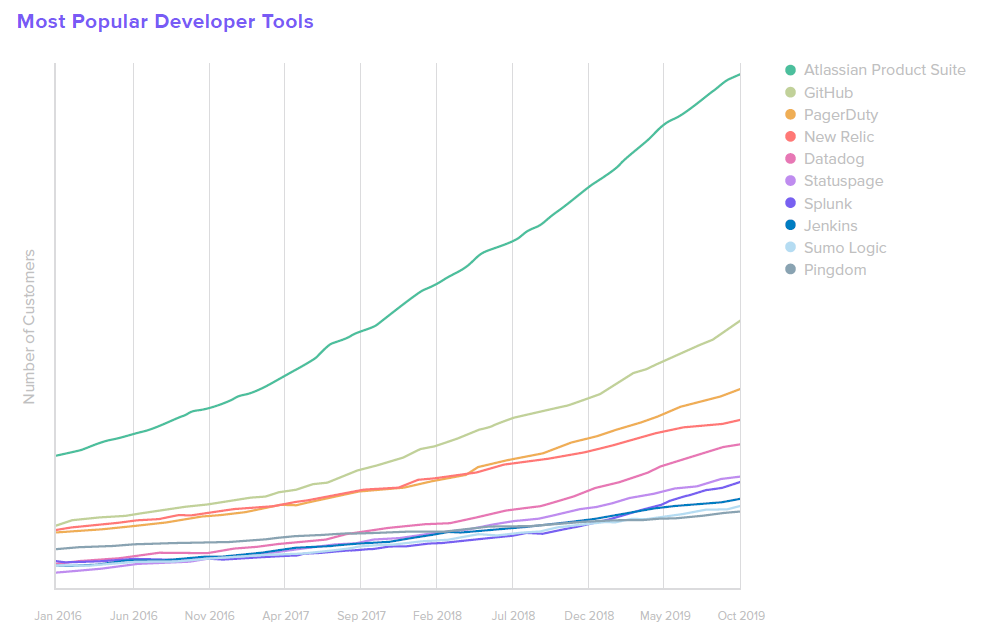 Most Popular Developer Tools
Number of Customers
Atlassian Product Suite
GitHub
PagerDuty
New Relic
Datadog
Statuspage
Splunk
Jenkins
Sumo Logic
Pingdom
Jan 2016 Jun 2016 Nov 2016 Apr 2017 Sep 2017 Feb 2018 Jul 2018 Dec 2018 May 2019 Oct 2019